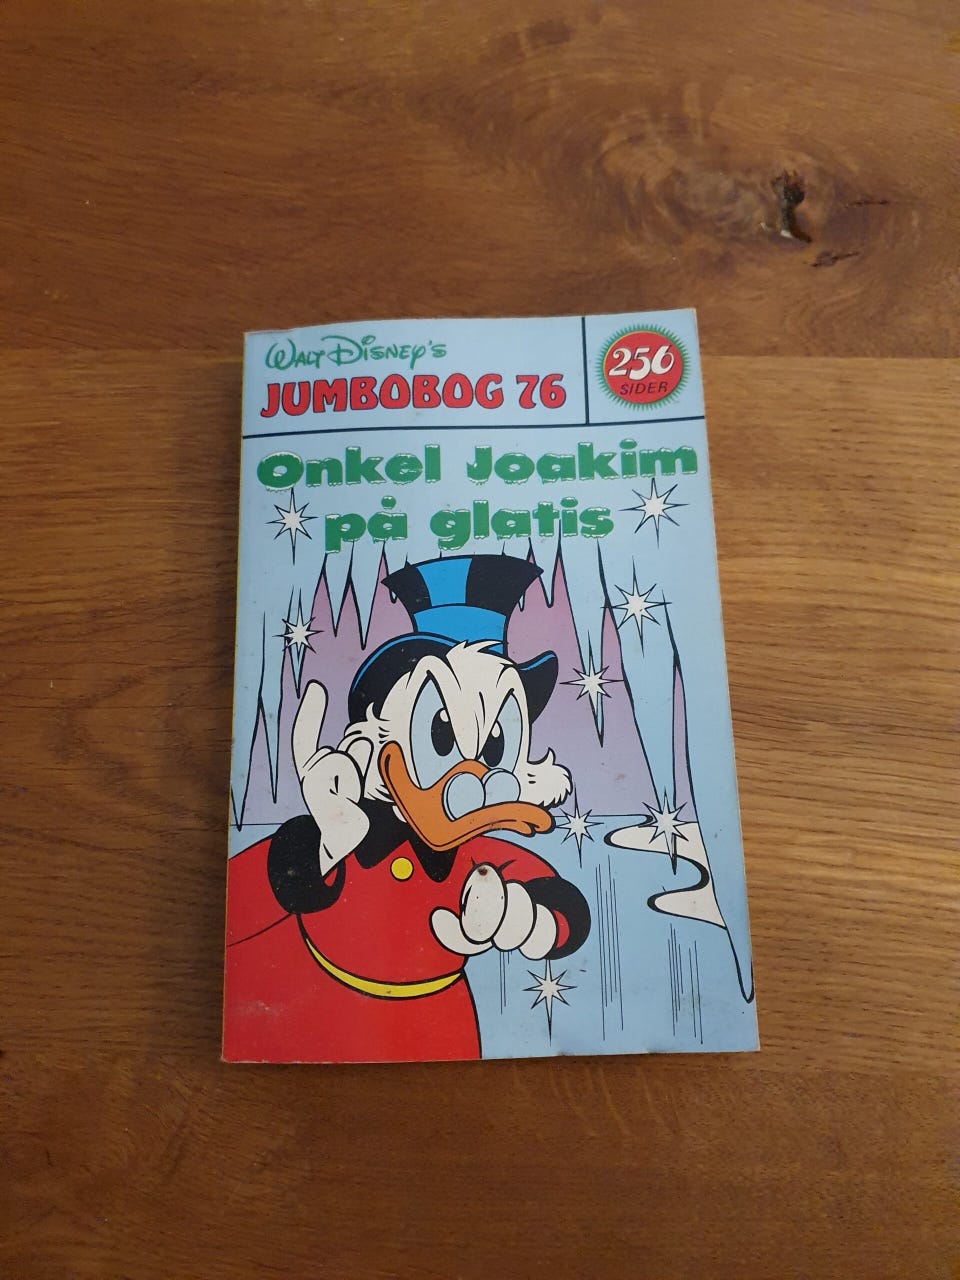 Walt Disney's
JUMBOBOG 76
256
SIDER
Onkel Joakim
på glatis